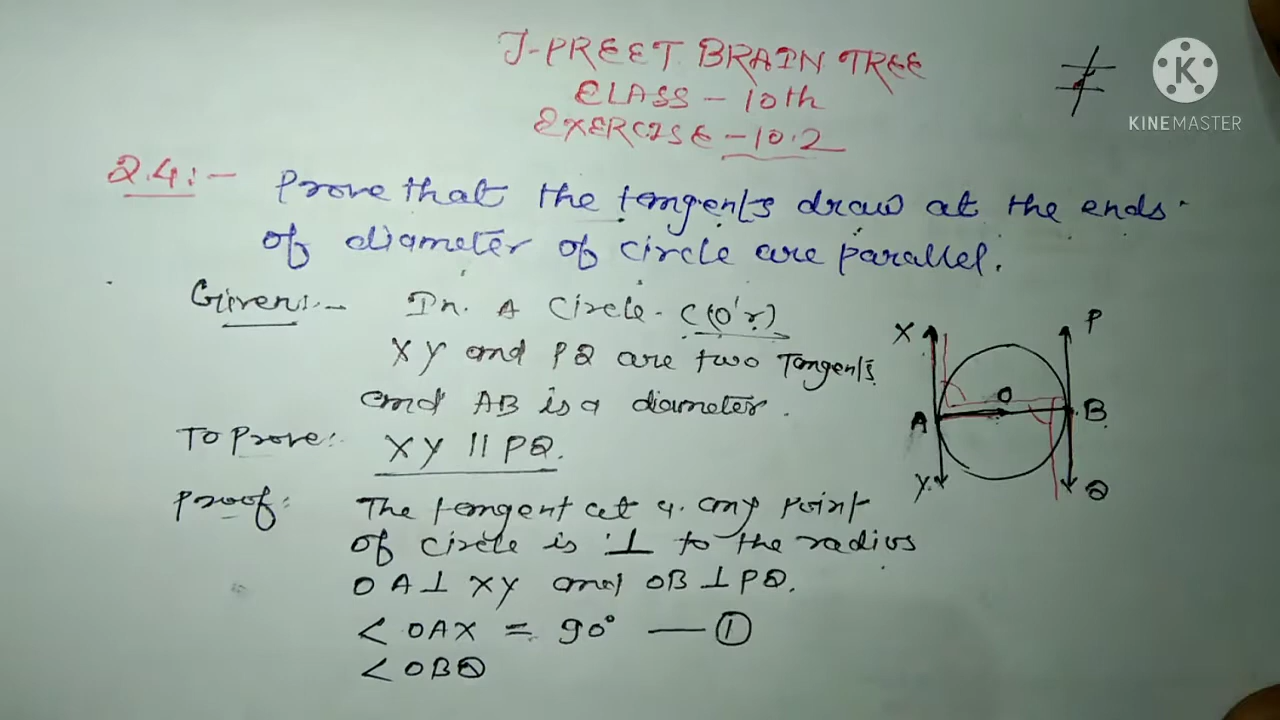 J-PREET BRAIN TREE
CLASS - 10th
EXERCISE - 10.2
K
KINEMASTER
Q.4:- Prove that the tangents draw at the ends
of diameter of circle are parallel.
Given:- In. A Circle. C(O'r)
XY and PQ are two Tangents
and AB is a diameter.
To Prove: XY || PQ.
Proof: The tangent at any point
of circle is ⊥ to the radius
OA ⊥ XY and OB ⊥ PQ.
< OAX = 90° — ①
< OBQ
X P
O
A B
Y Q